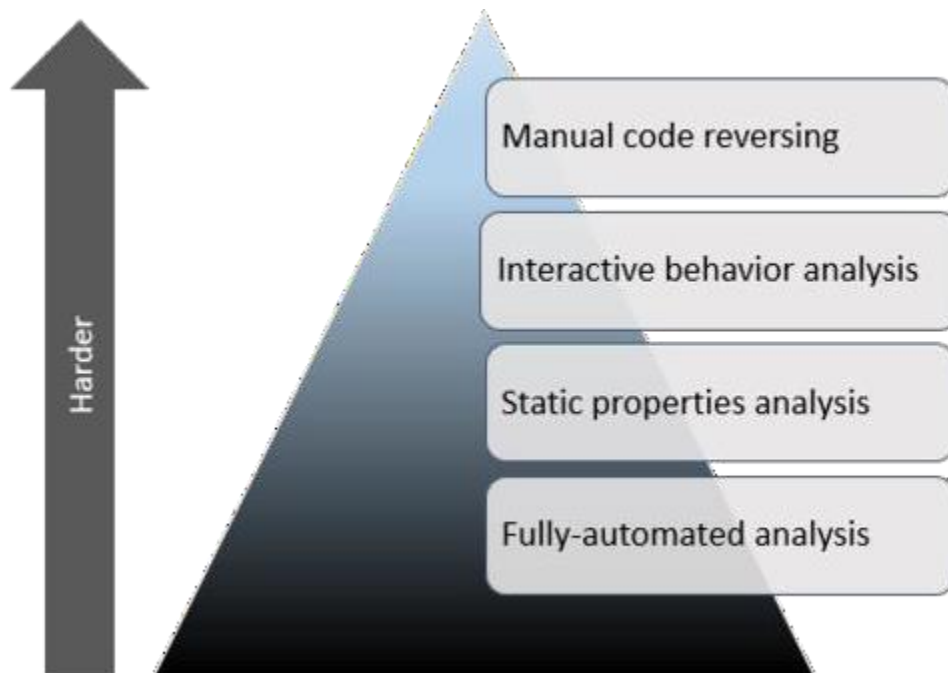 Manual code reversing
Interactive behavior analysis
Static properties analysis
Fully-automated analysis
Harder